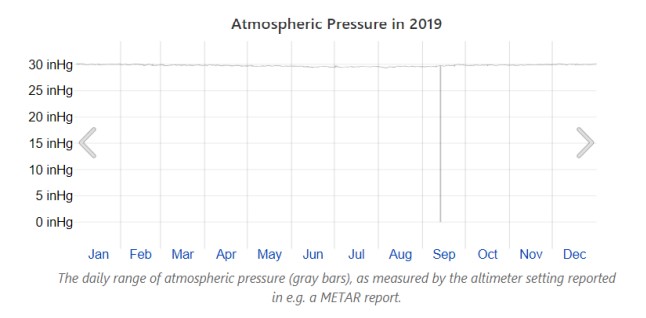 Atmospheric Pressure in 2019
30 inHg
25 inHg
20 inHg
15 inHg
10 inHg
5 inHg
0 inHg
Jan Feb Mar Apr May Jun Jul Aug Sep Oct Nov Dec
The daily range of atmospheric pressure (gray bars), as measured by the altimeter setting reported
in e.g. a METAR report.